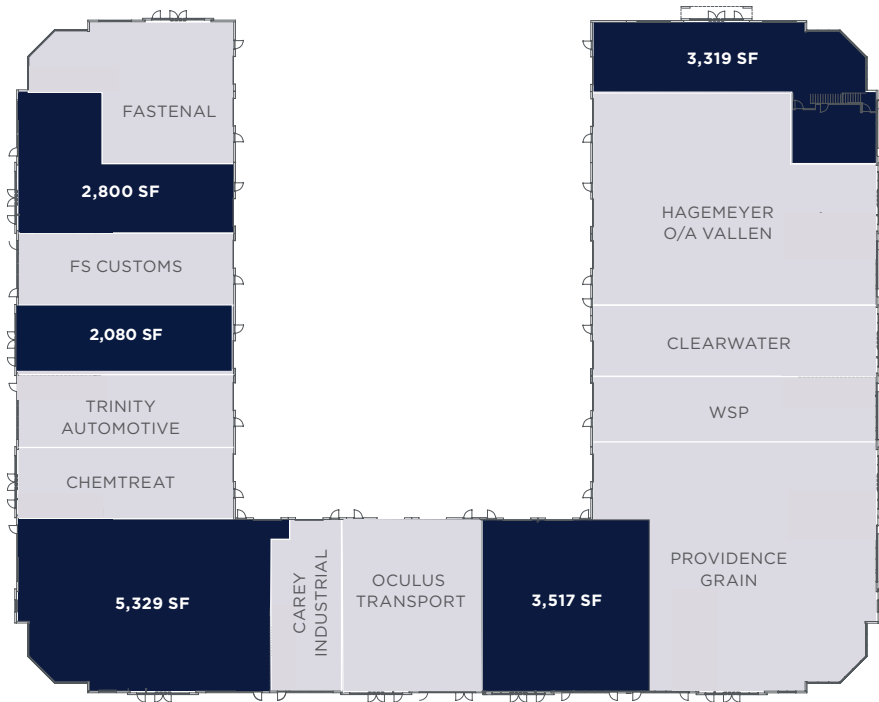 FASTENAL
2,800 SF
FS CUSTOMS
2,080 SF
TRINITY
AUTOMOTIVE
CHEMTREAT
5,329 SF
CAREY
INDUSTRIAL
OCULUS
TRANSPORT
3,517 SF
3,319 SF
HAGEMEYER
O/A VALLEN
CLEARWATER
WSP
PROVIDENCE
GRAIN